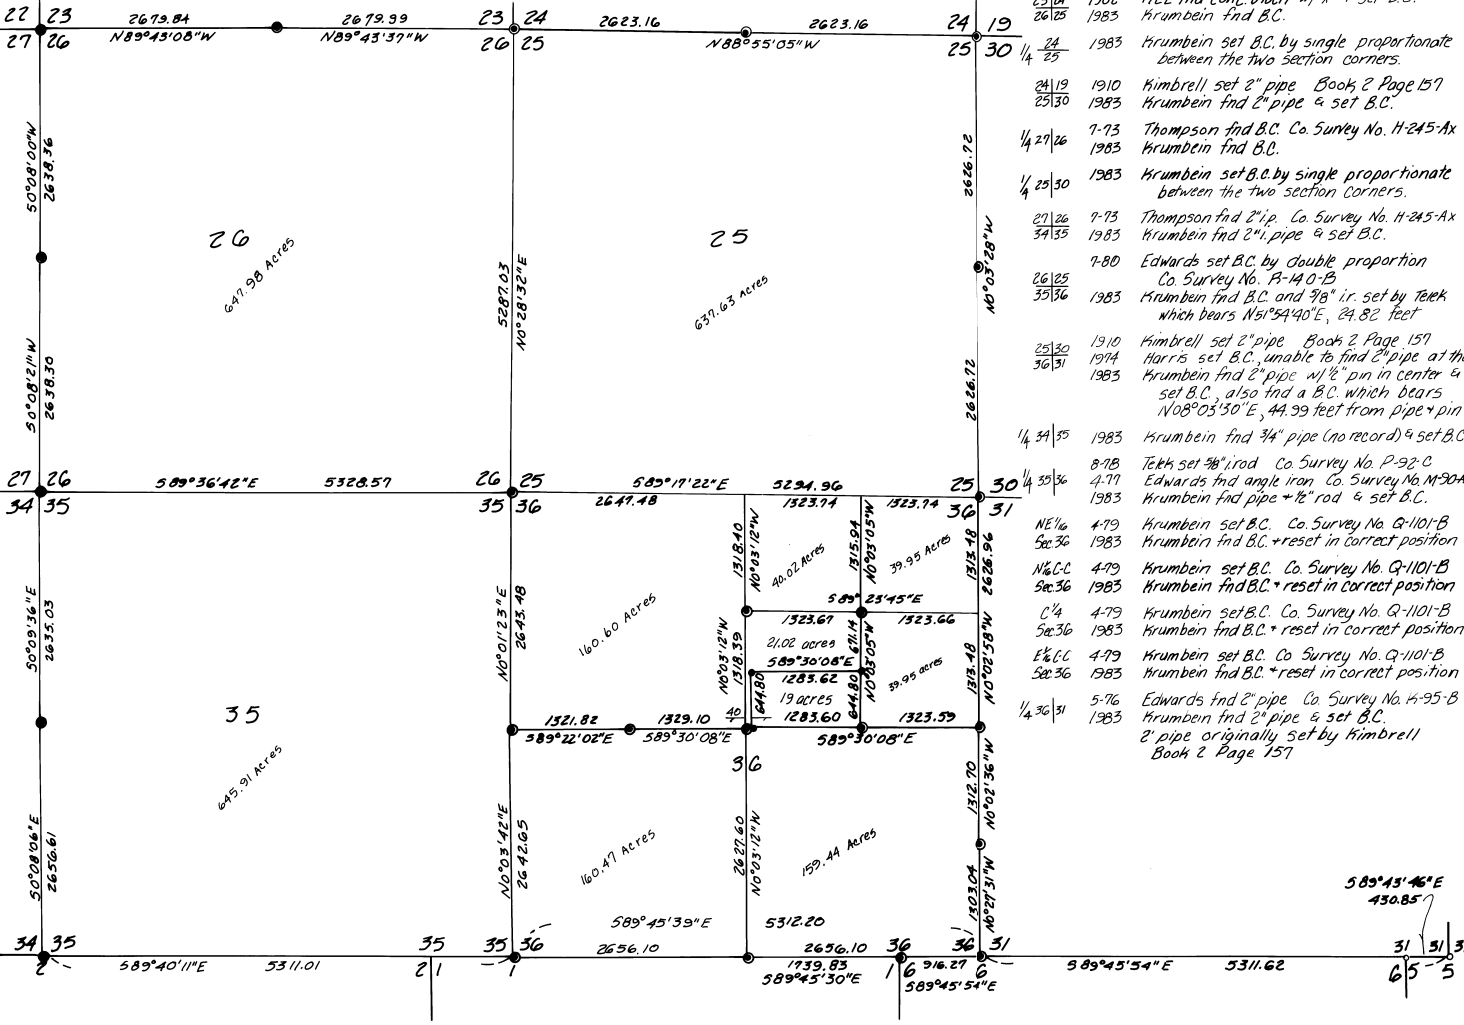 22 23
27 26
2679.84
N89°43'08"W
2679.99
N89°43'37"W
23 24
26 25
2623.16
2623.16
N88°55'05"W
24 19
25 30
S0°08'00"W
2638.36
26
647.98 Acres
5287.03
N0°28'32"E
25
637.63 Acres
2626.72
N0°03'28"W
2626.72
S0°08'21"W
2638.30
27 26
34 35
S89°36'42"E 5328.57
26 25
35 36
S89°17'22"E 5294.96
2647.48
1323.74
1323.74
25 30
36 31
1318.40
N0°03'12"W
40.02 Acres
1315.94
N0°03'05"W
39.95 Acres
1313.48
2626.96
S89°23'45"E
1323.67
1323.66
S0°09'36"E
2635.03
N0°01'23"E
2643.48
160.60 Acres
N0°03'12"W
1318.39
21.02 acres
671.14
N0°03'05"W
S89°30'08"E
1283.62
644.80
19 acres
644.80
39.95 acres
1313.48
N0°02'58"W
40
1283.60
1323.59
S89°30'08"E
1321.82
S89°22'02"E
1329.10
S89°30'08"E
35
645.91 Acres
36
S0°08'06"E
2656.61
N0°03'42"E
2642.65
160.47 Acres
2627.60
N0°03'12"W
159.44 Acres
1312.70
N0°02'36"W
1303.04
N0°27'31"W
S89°45'39"E 5312.20
34 35
2
S89°40'11"E 5311.01
35
2 1
35 36
1
2656.10
2656.10
1739.83
S89°45'30"E
36
1 6
916.27
S89°45'54"E
36 31
6
S89°45'54"E 5311.62
S89°43'46"E
430.85
31
6 5
31 3
5
26 25 1983 Krumbein fnd B.C.
1/4 24 1983 Krumbein set B.C. by single proportionate
25 between the two section corners.
24 19 1910 Kimbrell set 2" pipe Book 2 Page 157
25 30 1983 Krumbein fnd 2" pipe & set B.C.
1/4 27 26 7-73 Thompson fnd B.C. Co. Survey No. H-245-Ax
1983 Krumbein fnd B.C.
1/4 25 30 1983 Krumbein set B.C. by single proportionate
between the two section corners.
27 26 7-73 Thompson fnd 2" i.p. Co. Survey No. H-245-Ax
34 35 1983 Krumbein fnd 2" i. pipe & set B.C.
7-80 Edwards set B.C. by double proportion
26 25 Co. Survey No. R-140-B
35 36 1983 Krumbein fnd B.C. and 5/8" i.r. set by Telek
which bears N51°54'40"E, 24.82 feet
1910 Kimbrell set 2" pipe Book 2 Page 157
25 30 1974 Harris set B.C., unable to find 2" pipe at th
36 31 1983 Krumbein fnd 2" pipe w/ 1/2" pin in center &
set B.C., also fnd a B.C. which bears
N08°03'30"E, 44.99 feet from pipe + pin
1/4 34 35 1983 Krumbein fnd 3/4" pipe (no record) & set B.C
8-78 Telek set 5/8" i.rod Co. Survey No. P-92-C
1/4 35 36 4-77 Edwards fnd angle iron Co. Survey No. M-90-A
1983 Krumbein fnd pipe + 1/2" rod & set B.C.
NE 1/16 4-79 Krumbein set B.C. Co. Survey No. Q-1101-B
Sec 36 1983 Krumbein fnd B.C. + reset in correct position
N 1/16 C-C 4-79 Krumbein set B.C. Co. Survey No. Q-1101-B
Sec 36 1983 Krumbein fnd B.C. + reset in correct position
C 1/4 4-79 Krumbein set B.C. Co. Survey No. Q-1101-B
Sec 36 1983 Krumbein fnd B.C. + reset in correct position
E 1/16 C-C 4-79 Krumbein set B.C. Co Survey No. Q-1101-B
Sec 36 1983 Krumbein fnd B.C. + reset in correct position
1/4 36 31 5-76 Edwards fnd 2" pipe Co. Survey No. K-95-B
1983 Krumbein fnd 2" pipe & set B.C.
2' pipe originally set by Kimbrell
Book 2 Page 157